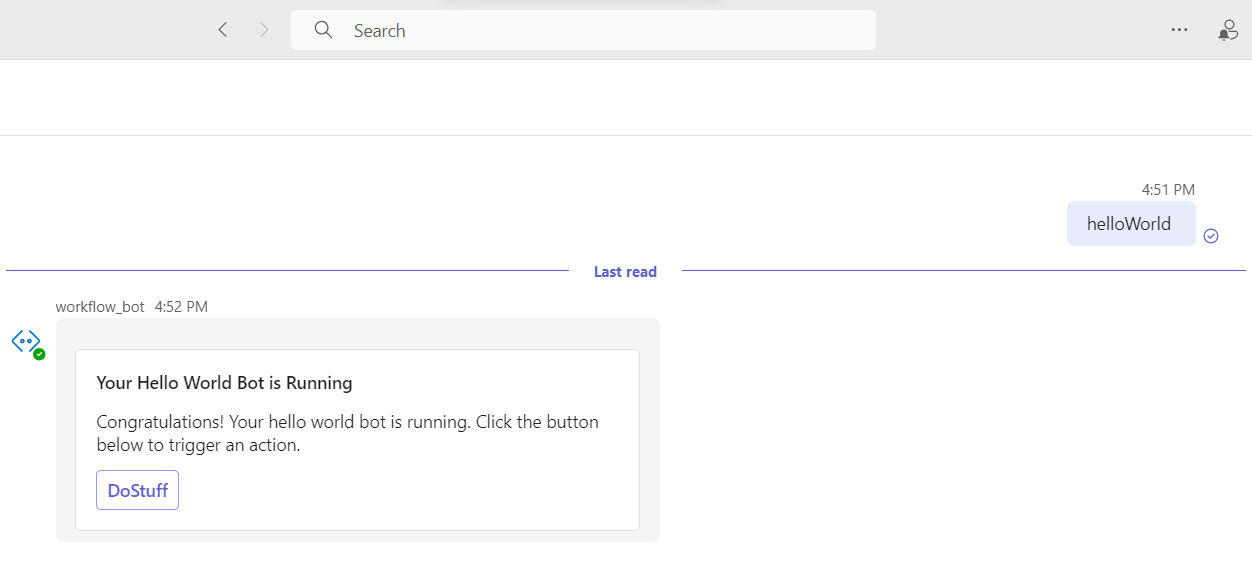 Search
4:51 PM
helloWorld
Last read
workflow_bot 4:52 PM
Your Hello World Bot is Running
Congratulations! Your hello world bot is running. Click the button
below to trigger an action.
DoStuff